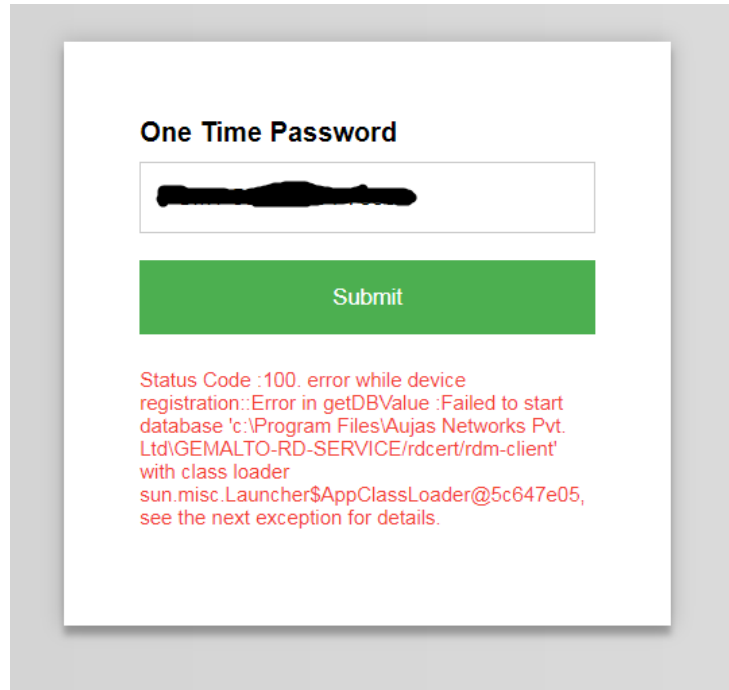 One Time Password
Submit
Status Code :100. error while device
registration::Error in getDBValue :Failed to start
database 'c:\Program Files\Aujas Networks Pvt.
Ltd\GEMALTO-RD-SERVICE/rdcert/rdm-client'
with class loader
sun.misc.Launcher$AppClassLoader@5c647e05,
see the next exception for details.